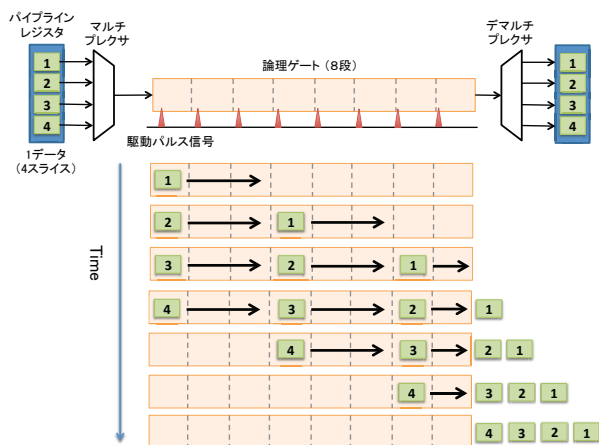 パイプライン
レジスタ
マルチ
プレクサ
論理ゲート（8段）
デマルチ
プレクサ
1
2
3
4
1
2
3
4
1データ
(4スライス)
駆動パルス信号
Time
1
2 1
3 2 1
4 3 2 1
4 3 2 1
4 3 2 1
4 3 2 1